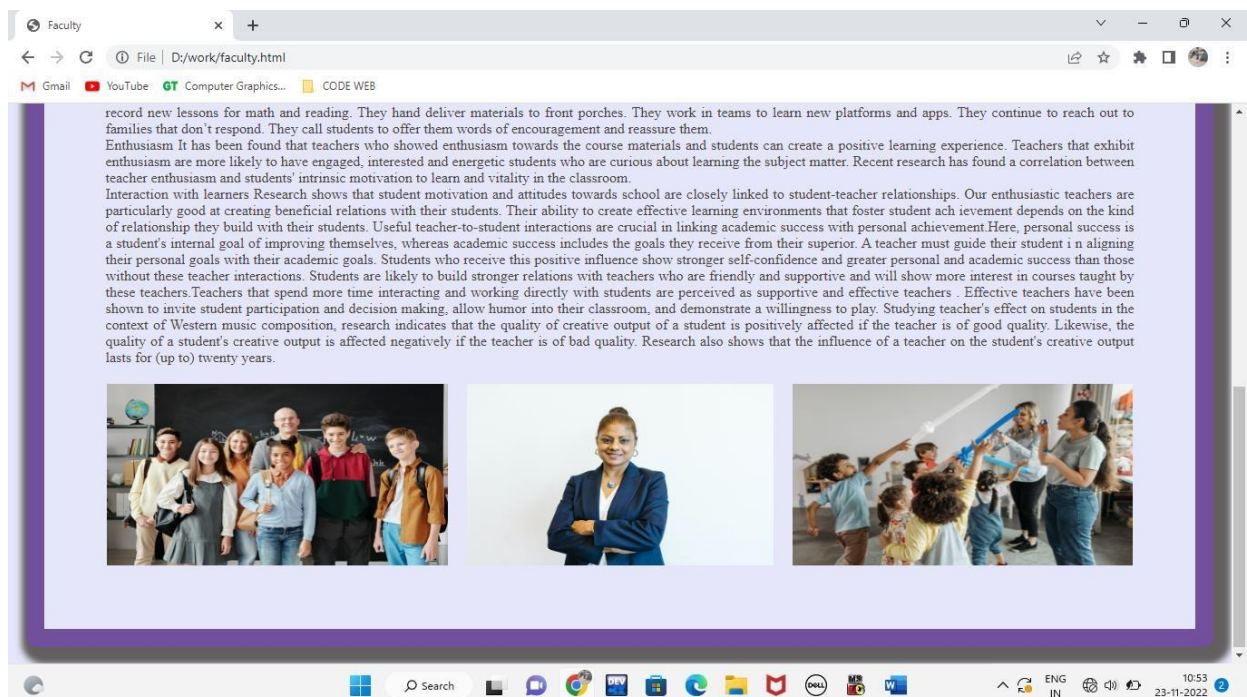 Faculty
File D:/work/faculty.html
Gmail YouTube GT Computer Graphics... CODE WEB
record new lessons for math and reading. They hand deliver materials to front porches. They work in teams to learn new platforms and apps. They continue to reach out to
families that don't respond. They call students to offer them words of encouragement and reassure them.
Enthusiasm It has been found that teachers who showed enthusiasm towards the course materials and students can create a positive learning experience. Teachers that exhibit
enthusiasm are more likely to have engaged, interested and energetic students who are curious about learning the subject matter. Recent research has found a correlation between
teacher enthusiasm and students' intrinsic motivation to learn and vitality in the classroom.
Interaction with learners Research shows that student motivation and attitudes towards school are closely linked to student-teacher relationships. Our enthusiastic teachers are
particularly good at creating beneficial relations with their students. Their ability to create effective learning environments that foster student ach ievement depends on the kind
of relationship they build with their students. Useful teacher-to-student interactions are crucial in linking academic success with personal achievement.Here, personal success is
a student's internal goal of improving themselves, whereas academic success includes the goals they receive from their superior. A teacher must guide their student i n aligning
their personal goals with their academic goals. Students who receive this positive influence show stronger self-confidence and greater personal and academic success than those
without these teacher interactions. Students are likely to build stronger relations with teachers who are friendly and supportive and will show more interest in courses taught by
these teachers.Teachers that spend more time interacting and working directly with students are perceived as supportive and effective teachers . Effective teachers have been
shown to invite student participation and decision making, allow humor into their classroom, and demonstrate a willingness to play. Studying teacher's effect on students in the
context of Western music composition, research indicates that the quality of creative output of a student is positively affected if the teacher is of good quality. Likewise, the
quality of a student's creative output is affected negatively if the teacher is of bad quality. Research also shows that the influence of a teacher on the student's creative output
lasts for (up to) twenty years.
Search DEV DELL W ENG 10:53
IN 23-11-2022 2